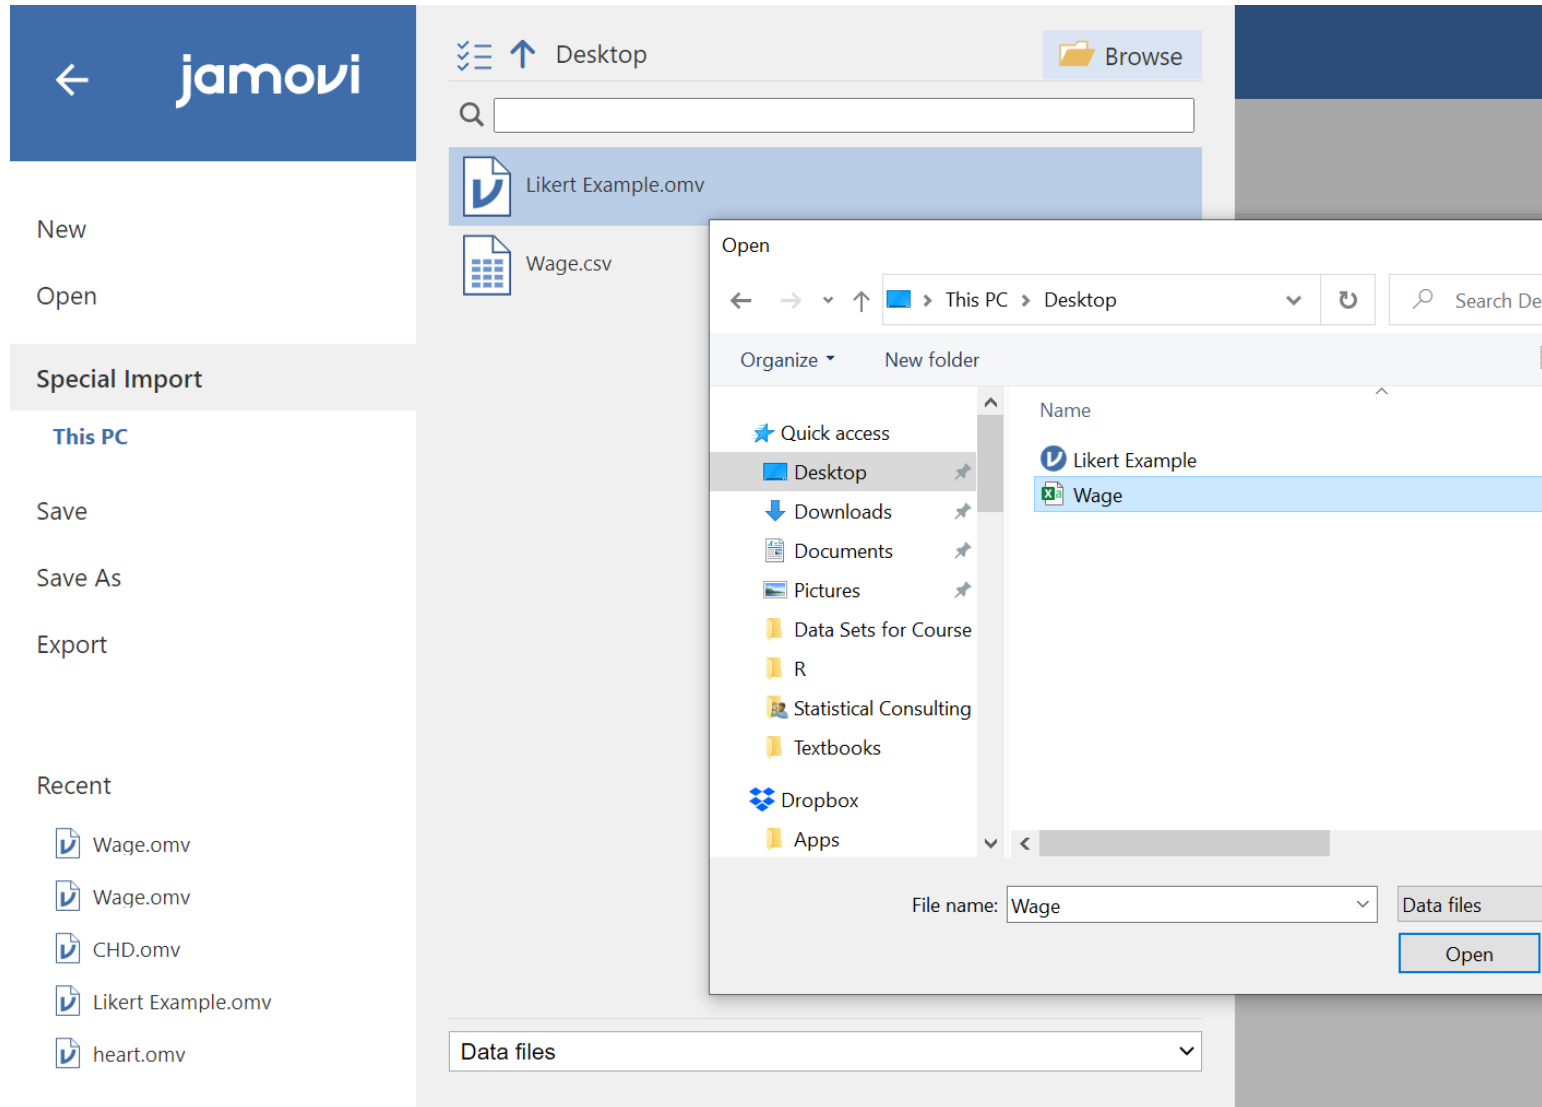 jamovi
New
Open
Special Import
This PC
Save
Save As
Export
Recent
Wage.omv
Wage.omv
CHD.omv
Likert Example.omv
heart.omv
Desktop
Browse
Likert Example.omv
Wage.csv
Data files
Open
This PC
Desktop
Search De
Organize
New folder
Quick access
Desktop
Downloads
Documents
Pictures
Data Sets for Course
R
Statistical Consulting
Textbooks
Dropbox
Apps
Name
Likert Example
Wage
File name: Wage
Data files
Open